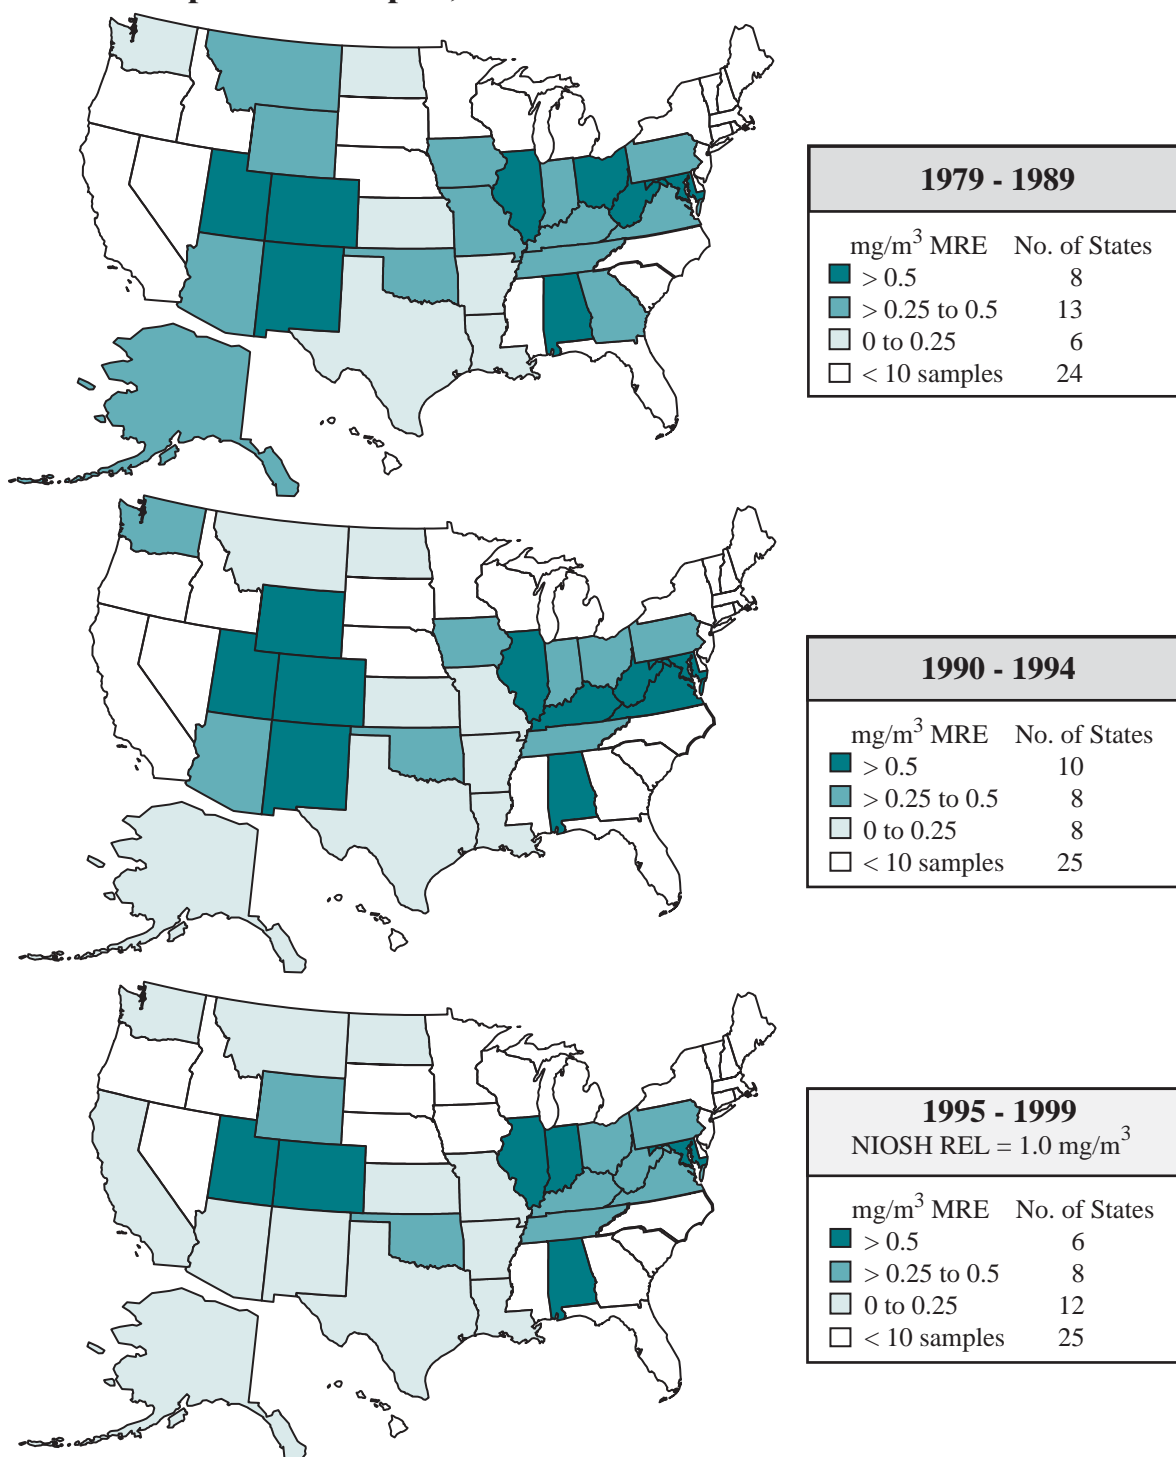 1979 - 1989
mg/m³ MRE No. of States
> 0.5 8
> 0.25 to 0.5 13
0 to 0.25 6
< 10 samples 24
1990 - 1994
mg/m³ MRE No. of States
> 0.5 10
> 0.25 to 0.5 8
0 to 0.25 8
< 10 samples 25
1995 - 1999
NIOSH REL = 1.0 mg/m³
mg/m³ MRE No. of States
> 0.5 6
> 0.25 to 0.5 8
0 to 0.25 12
< 10 samples 25